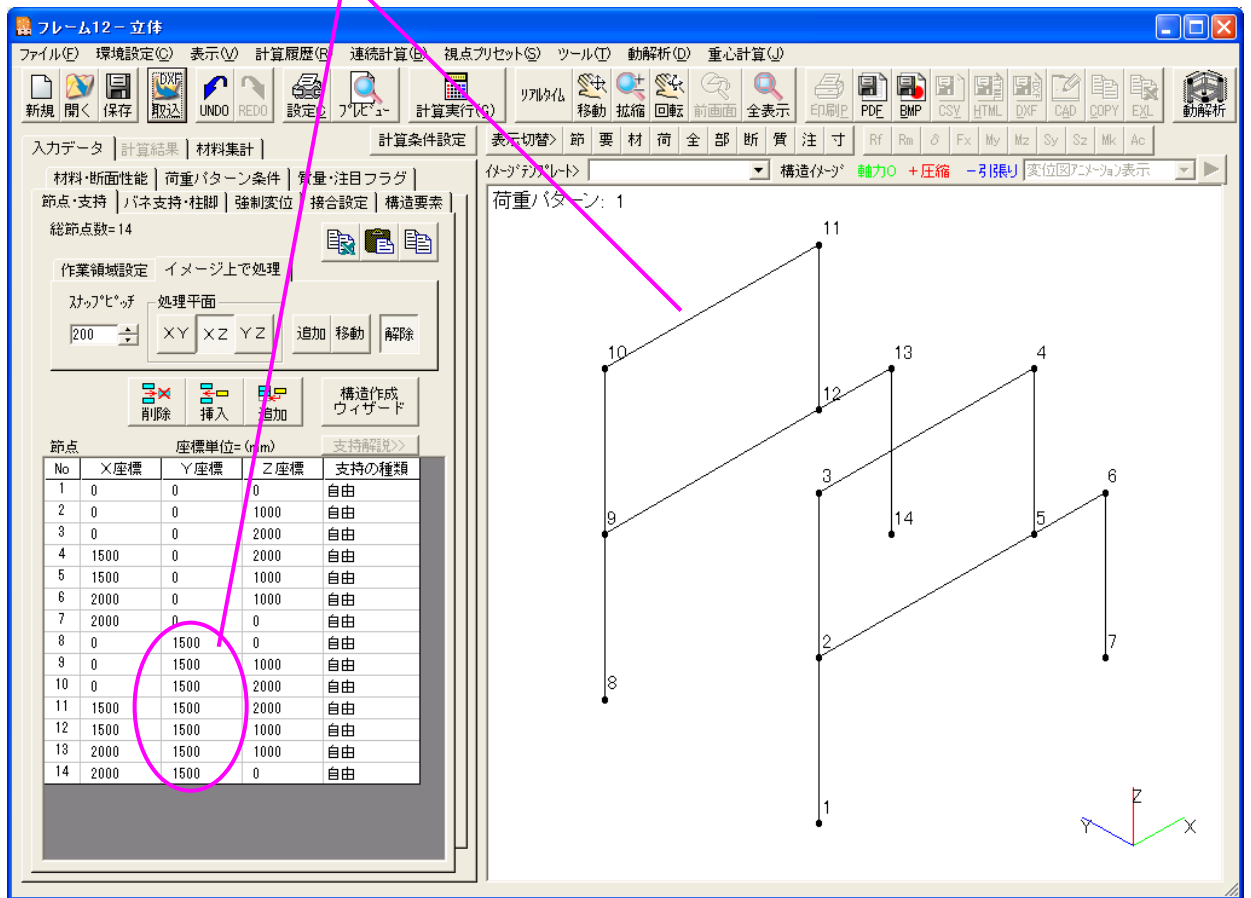 フレーム12 - 立体
ファイル(F) 環境設定(C) 表示(V) 計算履歴(R) 連続計算(B) 視点プリセット(S) ツール(T) 動解析(D) 重心計算(J)
新規 開く 保存 DXF 取込 UNDO REDO 設定 プレビュー 計算実行(G) リアルタイム 移動 拡縮 回転 前画面 全表示 印刷P PDF BMP CSV HTML DXF CAD COPY EXL 動解析
入力データ 計算結果 材料集計 計算条件設定 表示切替> 節 要 材 荷 全 部 断 質 注 寸 Rf Rm δ Fx My Mz Sy Sz Mk Ac
材料・断面性能 荷重パターン条件 質量・注目フラグ イメージテンプレート> 構造イメージ 軸力0 +圧縮 -引張り 変位図アニメーション表示
節点・支持 バネ支持・柱脚 強制変位 接合設定 構造要素
荷重パターン: 1
総節点数= 14
作業領域設定 イメージ上で処理
スナップピッチ 処理平面
200 XY XZ YZ 追加 移動 解除
削除 挿入 追加 構造作成
ウィザード
節点 座標単位= (mm) 支持解説>>
No X座標 Y座標 Z座標 支持の種類
1 0 0 0 自由
2 0 0 1000 自由
3 0 0 2000 自由
4 1500 0 2000 自由
5 1500 0 1000 自由
6 2000 0 1000 自由
7 2000 0 0 自由
8 0 1500 0 自由
9 0 1500 1000 自由
10 0 1500 2000 自由
11 1500 1500 2000 自由
12 1500 1500 1000 自由
13 2000 1500 1000 自由
14 2000 1500 0 自由
11
10
13
4
12
3
6
9
14
5
2
7
8
1
Z
Y
X